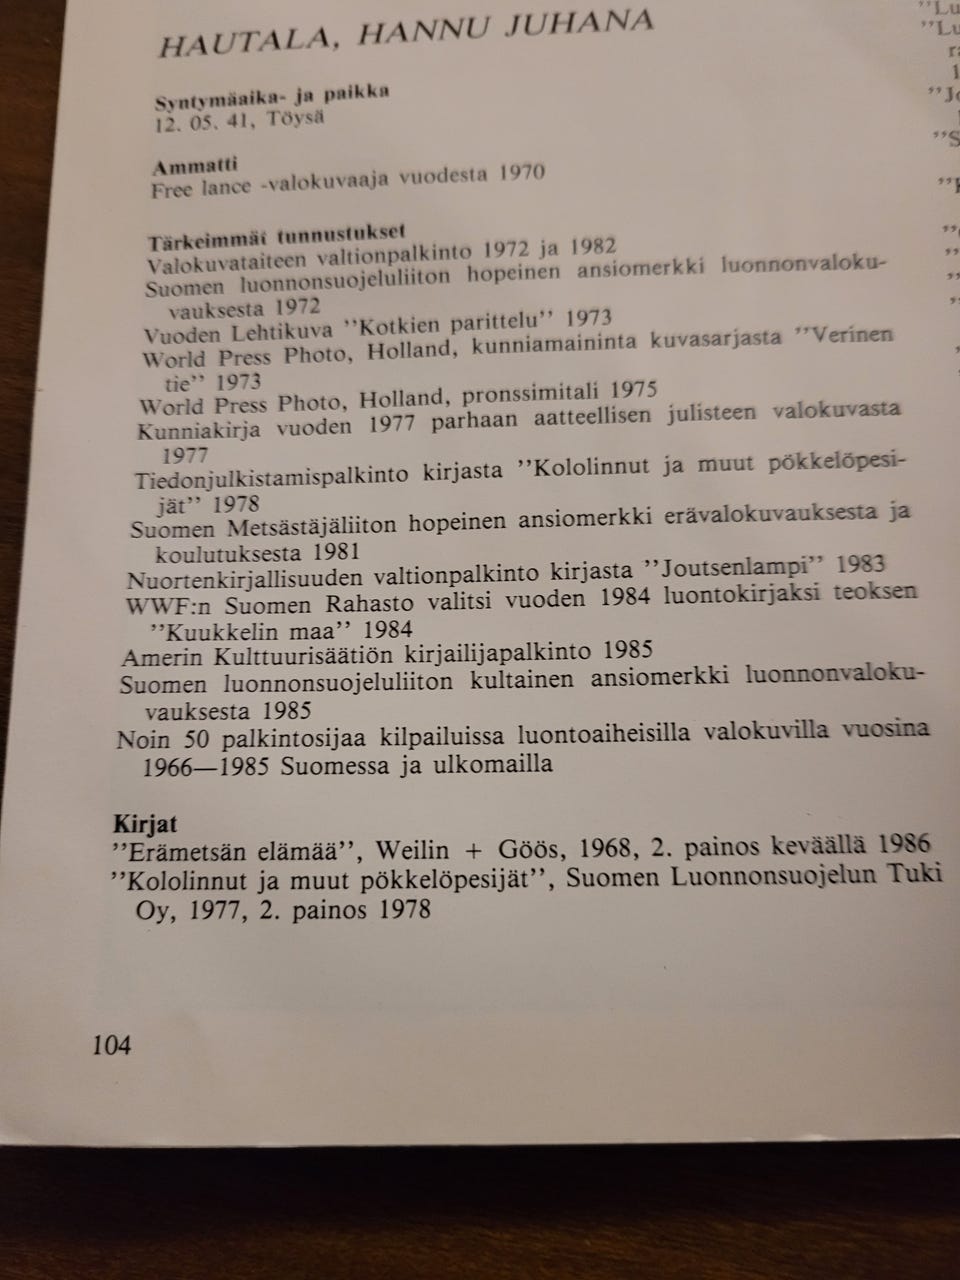 HAUTALA, HANNU JUHANA
Syntymäaika- ja paikka
12. 05. 41, Töysä
Ammatti
Free lance -valokuvaaja vuodesta 1970
Tärkeimmät tunnustukset
Valokuvataiteen valtionpalkinto 1972 ja 1982
Suomen luonnonsuojeluliiton hopeinen ansiomerkki luonnonvaloku-
vauksesta 1972
Vuoden Lehtikuva ’’Kotkien parittelu’’ 1973
World Press Photo, Holland, kunniamaininta kuvasarjasta ’’Verinen
tie’’ 1973
World Press Photo, Holland, pronssimitali 1975
Kunniakirja vuoden 1977 parhaan aatteellisen julisteen valokuvasta
1977
Tiedonjulkistamispalkinto kirjasta ’’Kololinnut ja muut pökkelöpesi-
jät’’ 1978
Suomen Metsästäjäliiton hopeinen ansiomerkki erävalokuvauksesta ja
koulutuksesta 1981
Nuortenkirjallisuuden valtionpalkinto kirjasta ’’Joutsenlampi’’ 1983
WWF:n Suomen Rahasto valitsi vuoden 1984 luontokirjaksi teoksen
’’Kuukkelin maa’’ 1984
Amerin Kulttuurisäätiön kirjailijapalkinto 1985
Suomen luonnonsuojeluliiton kultainen ansiomerkki luonnonvaloku-
vauksesta 1985
Noin 50 palkintosijaa kilpailuissa luontoaiheisilla valokuvilla vuosina
1966—1985 Suomessa ja ulkomailla
Kirjat
’’Erämetsän elämää’’, Weilin + Göös, 1968, 2. painos keväällä 1986
’’Kololinnut ja muut pökkelöpesijät’’, Suomen Luonnonsuojelun Tuki
Oy, 1977, 2. painos 1978
104